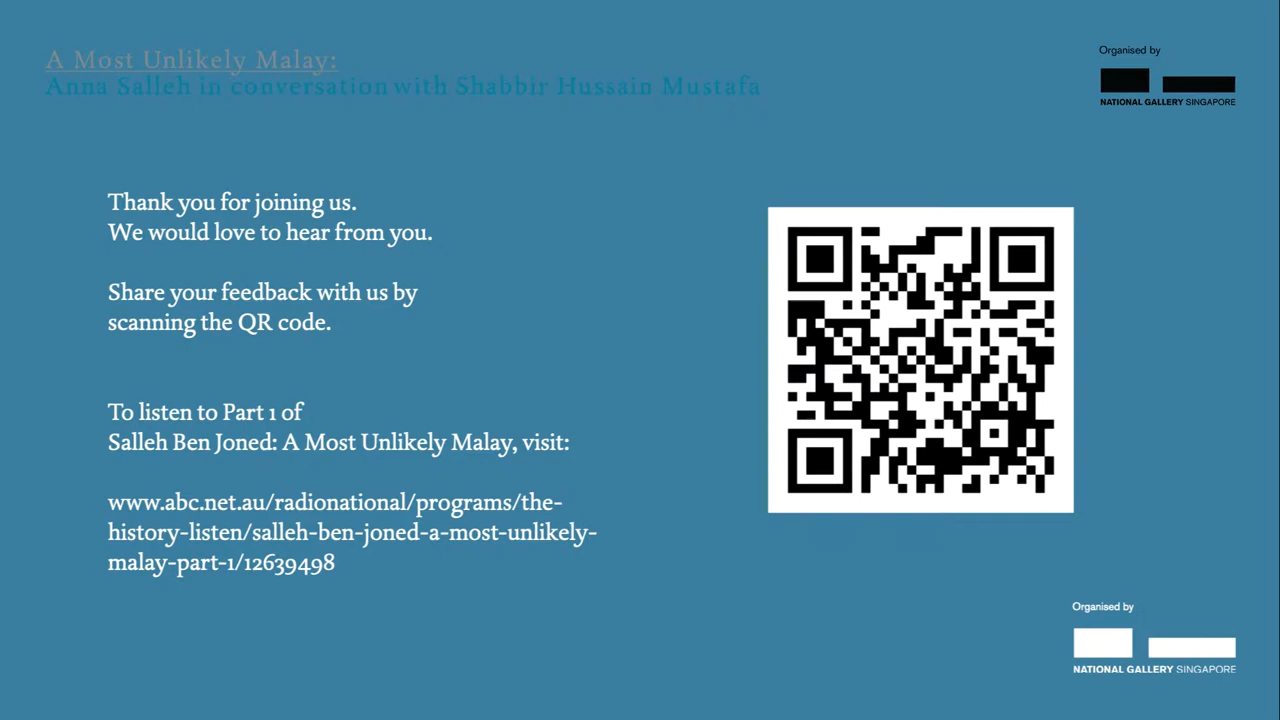 A Most Unlikely Malay:
Anna Salleh in conversation with Shabbir Hussain Mustafa
Organised by
NATIONAL GALLERY SINGAPORE
Thank you for joining us.
We would love to hear from you.
Share your feedback with us by
scanning the QR code.
To listen to Part 1 of
Salleh Ben Joned: A Most Unlikely Malay, visit:
www.abc.net.au/radionational/programs/the-
history-listen/salleh-ben-joned-a-most-unlikely-
malay-part-1/12639498
Organised by
NATIONAL GALLERY SINGAPORE